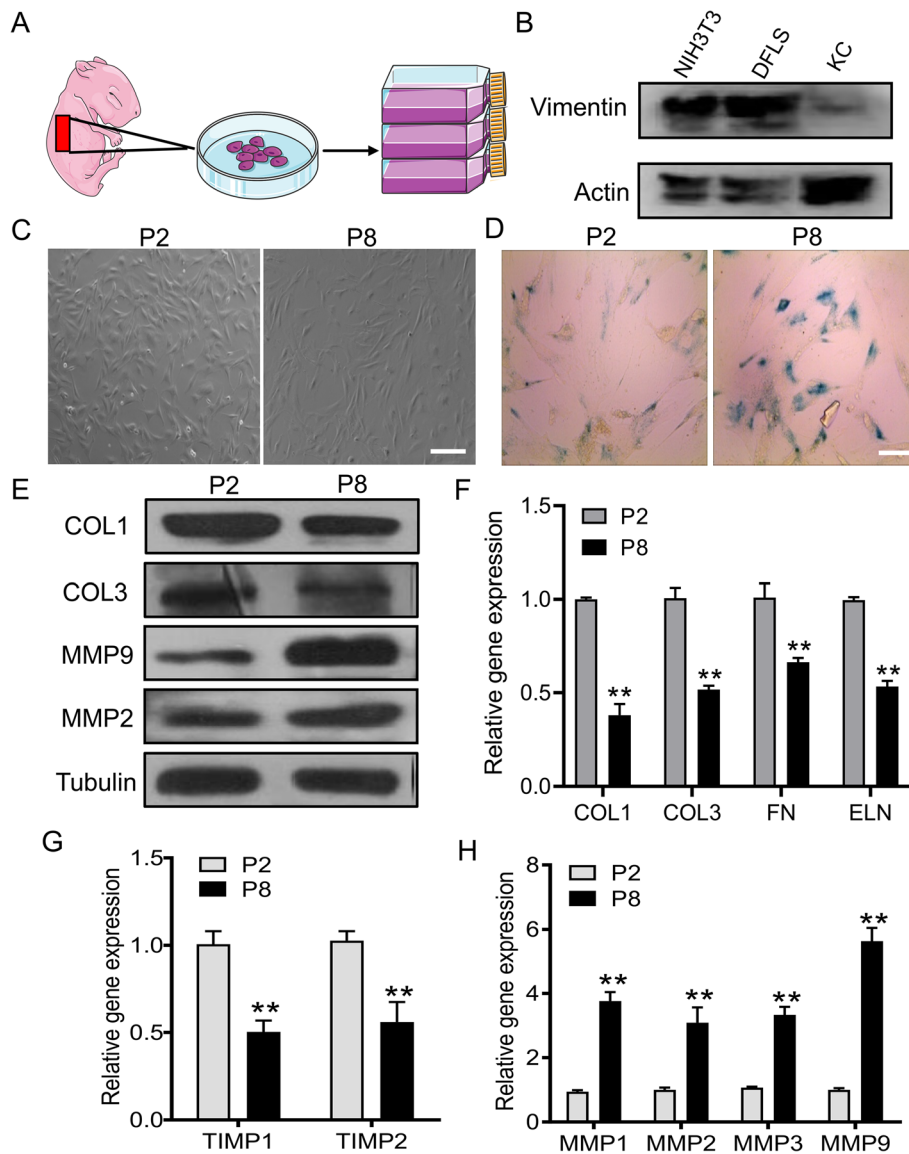 A
B
NIH3T3
DFLS
KC
Vimentin
Actin
C
P2
P8
D
P2
P8
E
P2
P8
COL1
COL3
MMP9
MMP2
Tubulin
F
Relative gene expression
1.5
1.0
0.5
0.0
P2
P8
**
**
**
**
COL1
COL3
FN
ELN
G
Relative gene expression
1.5
1.0
0.5
0.0
P2
P8
**
**
TIMP1
TIMP2
H
Relative gene expression
8
6
4
2
0
P2
P8
**
**
**
**
MMP1
MMP2
MMP3
MMP9